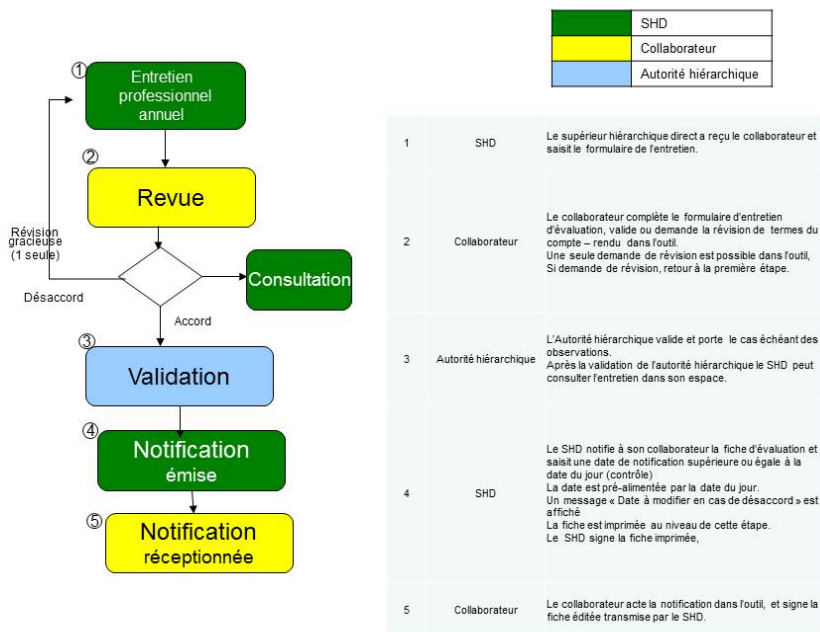 SHD
Collaborateur
Autorité hiérarchique
①
Entretien
professionnel
annuel
②
Revue
Révision
gracieuse
(1 seule)
Désaccord
Consultation
Accord
③
Validation
④
Notification
émise
⑤
Notification
réceptionnée
1 SHD Le supérieur hiérarchique direct a reçu le collaborateur et
saisit le formulaire de l'entretien.
2 Collaborateur Le collaborateur complète le formulaire d'entretien
d'évaluation, valide ou demande la révision de termes du
compte – rendu dans l'outil.
Une seule demande de révision est possible dans l'outil,
Si demande de révision, retour à la première étape.
3 Autorité hiérarchique L'Autorité hiérarchique valide et porte le cas échéant des
observations.
Après la validation de l'autorité hiérarchique le SHD peut
consulter l'entretien dans son espace.
4 SHD Le SHD notifie à son collaborateur la fiche d'évaluation et
saisit une date de notification supérieure ou égale à la
date du jour (contrôle)
La date est pré-alimentée par la date du jour.
Un message « Date à modifier en cas de désaccord » est
affiché
La fiche est imprimée au niveau de cette étape.
Le SHD signe la fiche imprimée,
5 Collaborateur Le collaborateur acte la notification dans l'outil, et signe la
fiche éditée transmise par le SHD.